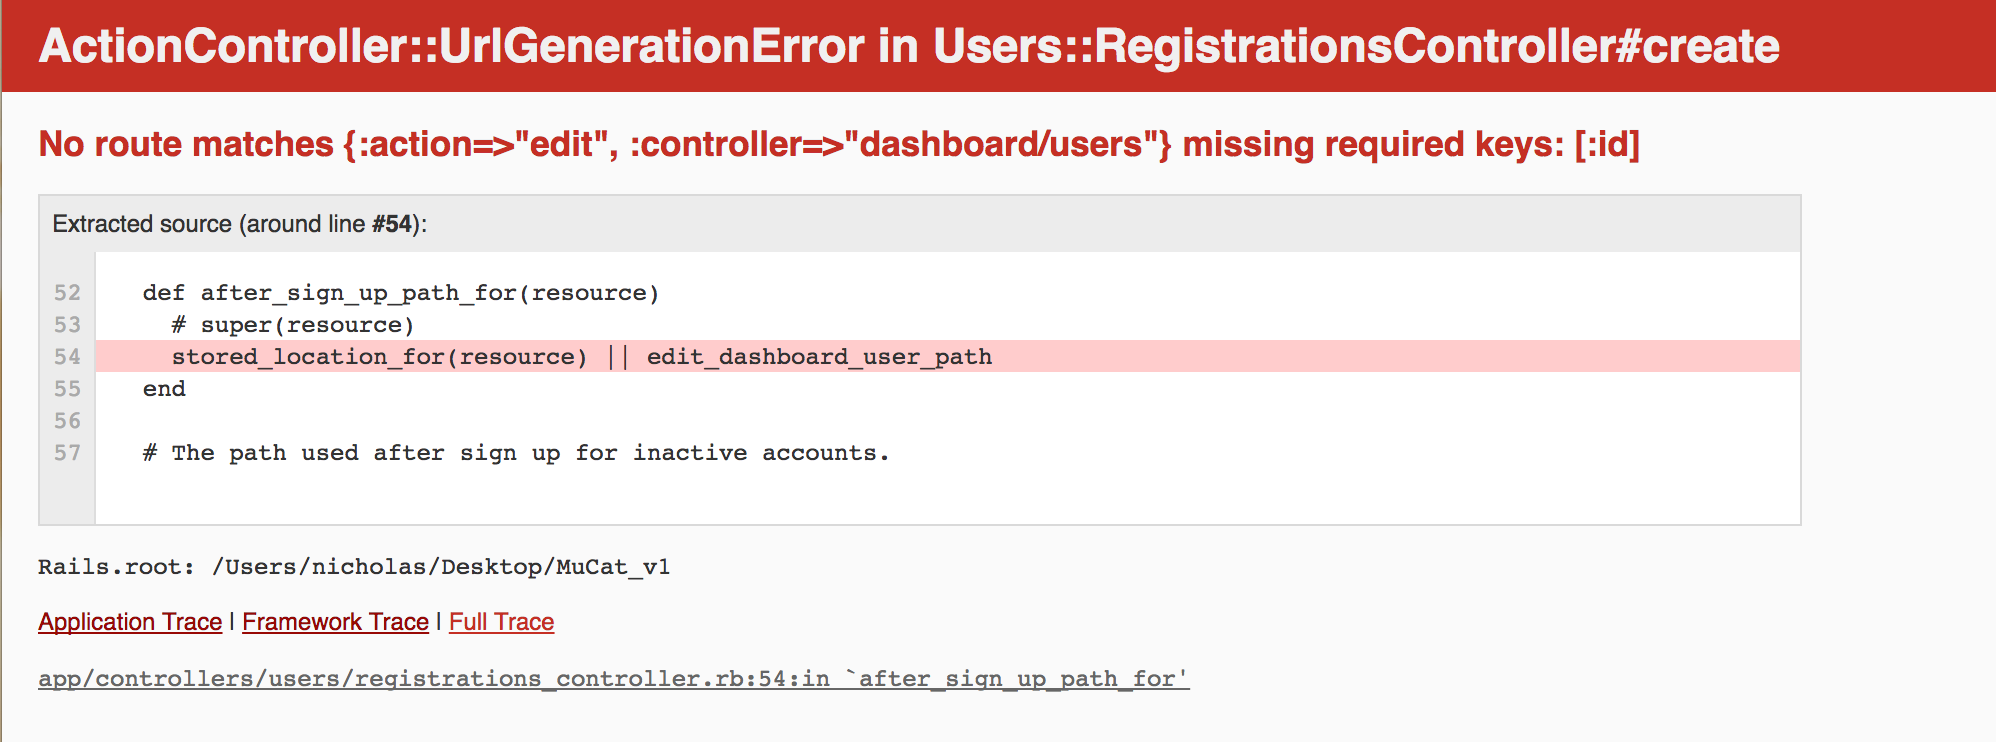 ActionController::UrlGenerationError in Users::RegistrationsController#create
No route matches {:action=>"edit", :controller=>"dashboard/users"} missing required keys: [:id]
Extracted source (around line #54):
52 def after_sign_up_path_for(resource)
53 # super(resource)
54 stored_location_for(resource) || edit_dashboard_user_path
55 end
56
57 # The path used after sign up for inactive accounts.
Rails.root: /Users/nicholas/Desktop/MuCat_v1
Application Trace | Framework Trace | Full Trace
app/controllers/users/registrations_controller.rb:54:in `after_sign_up_path_for'